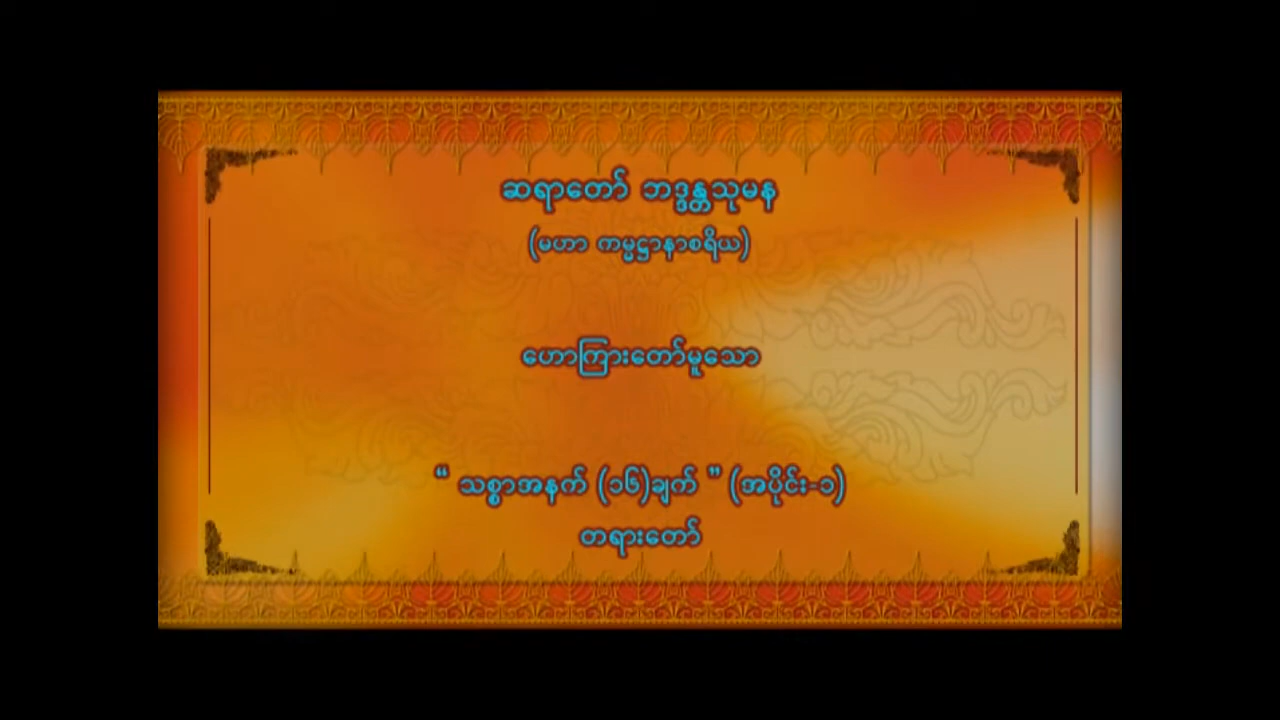 ဆရာတော် ဘဒ္ဒန္တသုမန
(မဟာ ကမ္မဋ္ဌာနာစရိယ)
ဟောကြားတော်မူသော
“ သစ္စာအနက် (၁၆)ချက် ” (အပိုင်း-၁)
တရားတော်